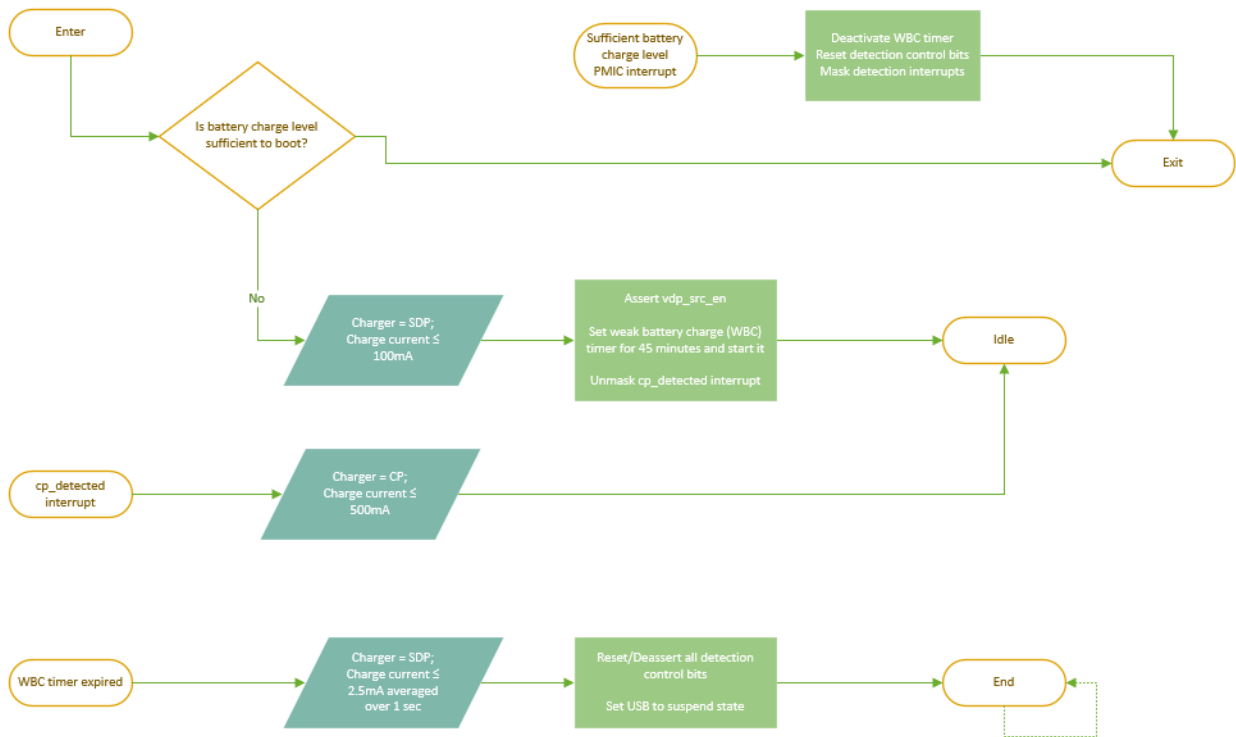 Enter
Sufficient battery
charge level
PMIC interrupt
Deactivate WBC timer
Reset detection control bits
Mask detection interrupts
Is battery charge level
sufficient to boot?
Exit
No
Charger = SDP;
Charge current ≤
100mA
Assert vdp_src_en
Set weak battery charge (WBC)
timer for 45 minutes and start it
Unmask cp_detected interrupt
Idle
cp_detected
interrupt
Charger = CP;
Charge current ≤
500mA
WBC timer expired
Charger = SDP;
Charge current ≤
2.5mA averaged
over 1 sec
Reset/Deassert all detection
control bits
Set USB to suspend state
End